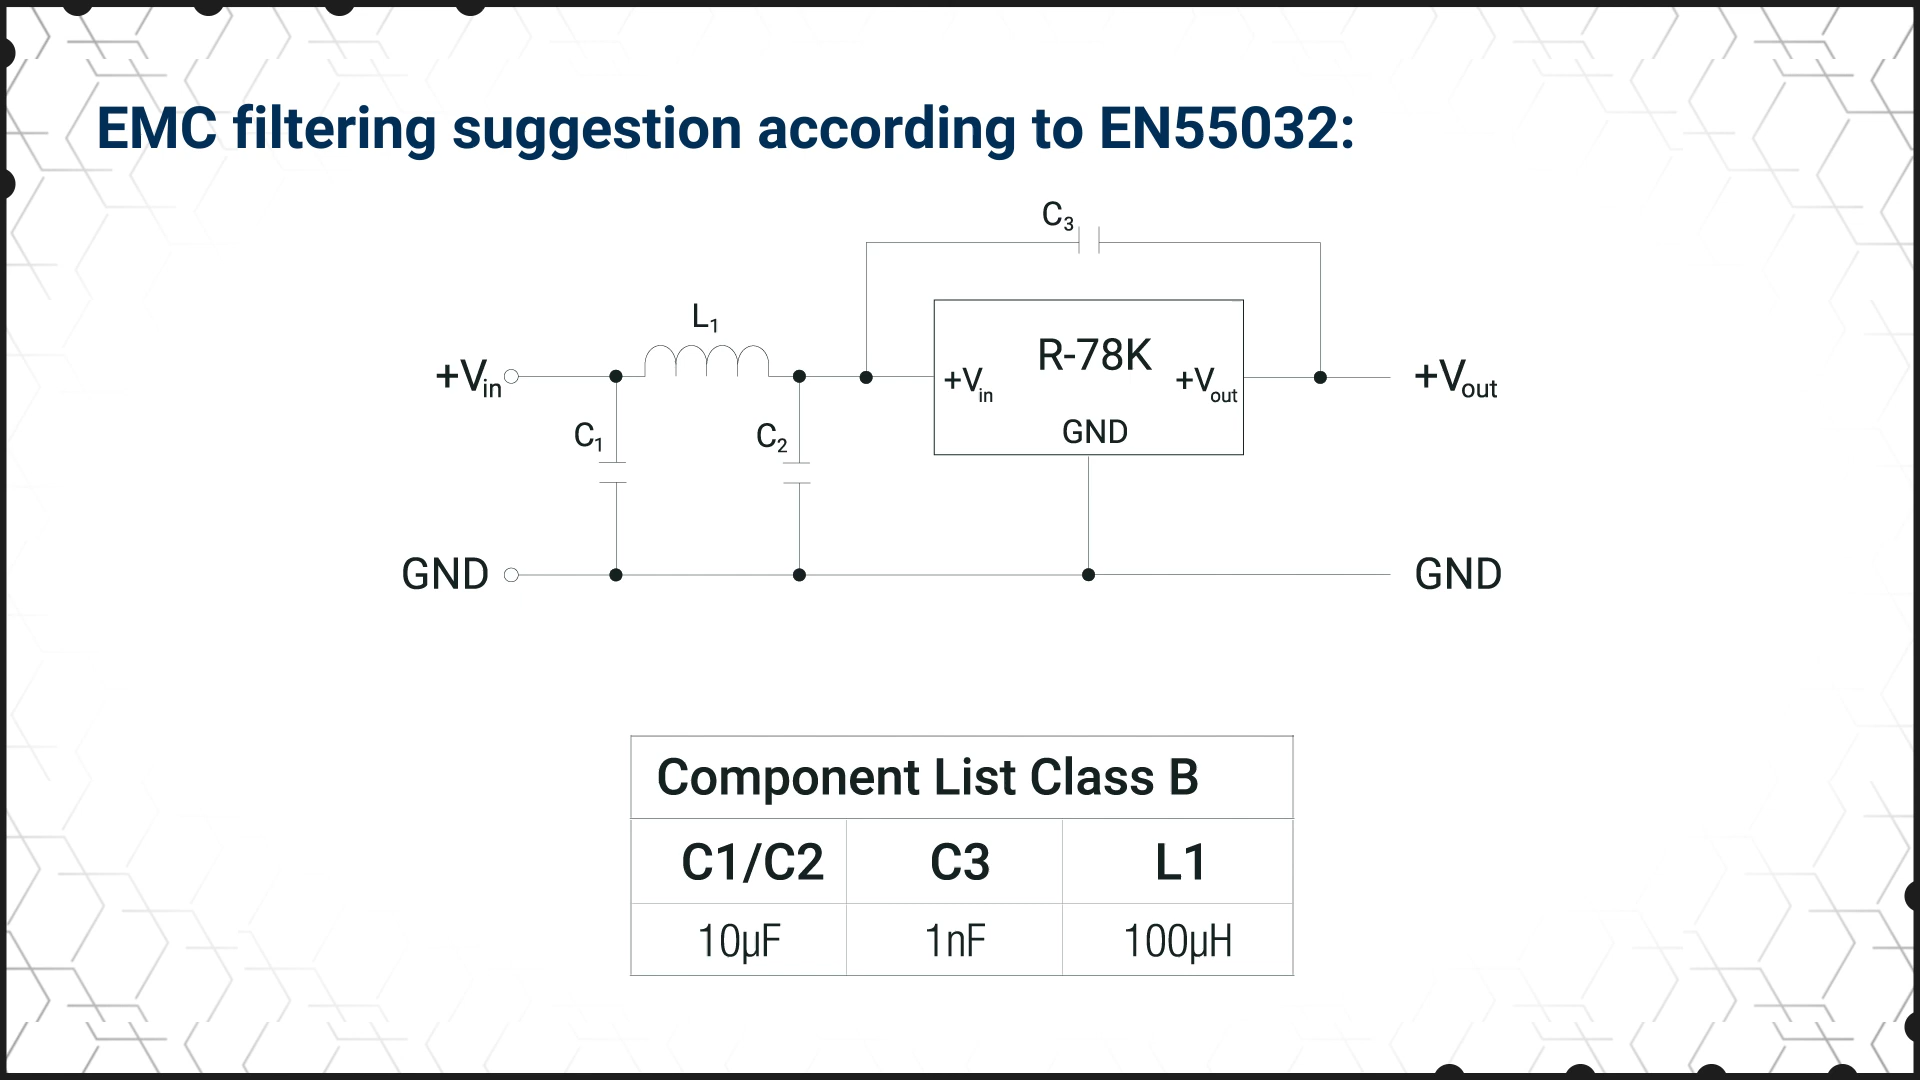 EMC filtering suggestion according to EN55032:
C3
L1
R-78K
+Vin
+Vin
+Vout
+Vout
C1
C2
GND
GND
GND
Component List Class B
C1/C2 C3 L1
10µF 1nF 100µH